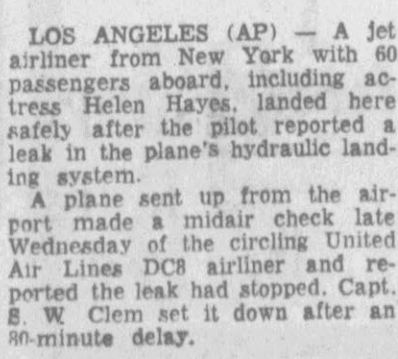 LOS ANGELES (AP) — A jet
airliner from New York with 60
passengers aboard, including ac-
tress Helen Hayes, landed here
safely after the pilot reported a
leak in the plane's hydraulic land-
ing system.
A plane sent up from the air-
port made a midair check late
Wednesday of the circling United
Air Lines DC8 airliner and re-
ported the leak had stopped. Capt.
S. W. Clem set it down after an
80-minute delay.